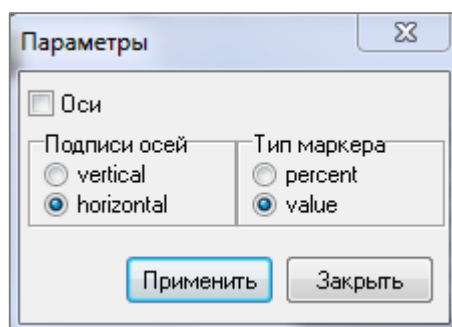 Параметры
Оси
Подписи осей
vertical
horizontal
Тип маркера
percent
value
Применить
Закрыть